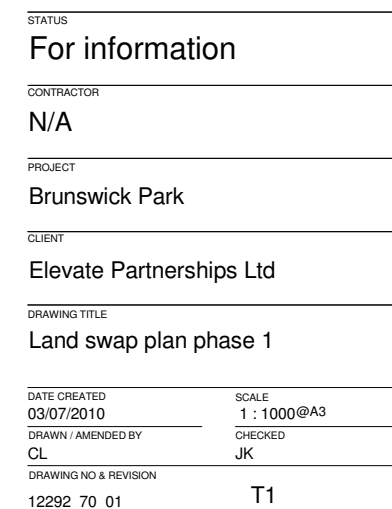 STATUS
For information
CONTRACTOR
N/A
PROJECT
Brunswick Park
CLIENT
Elevate Partnerships Ltd
DRAWING TITLE
Land swap plan phase 1
DATE CREATED SCALE
03/07/2010 1 : 1000@A3
DRAWN / AMENDED BY CHECKED
CL JK
DRAWING NO & REVISION
12292 70 01 T1